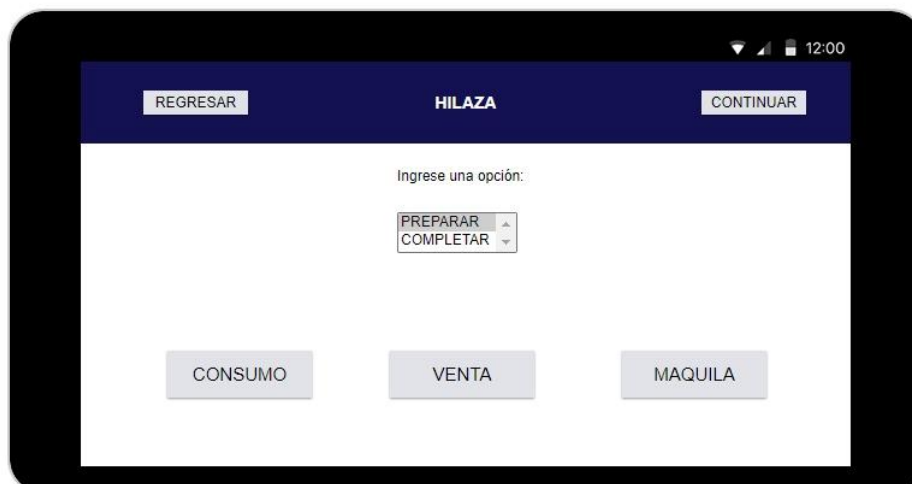 12:00
REGRESAR HILAZA CONTINUAR
Ingrese una opción:
PREPARAR
COMPLETAR
CONSUMO VENTA MAQUILA